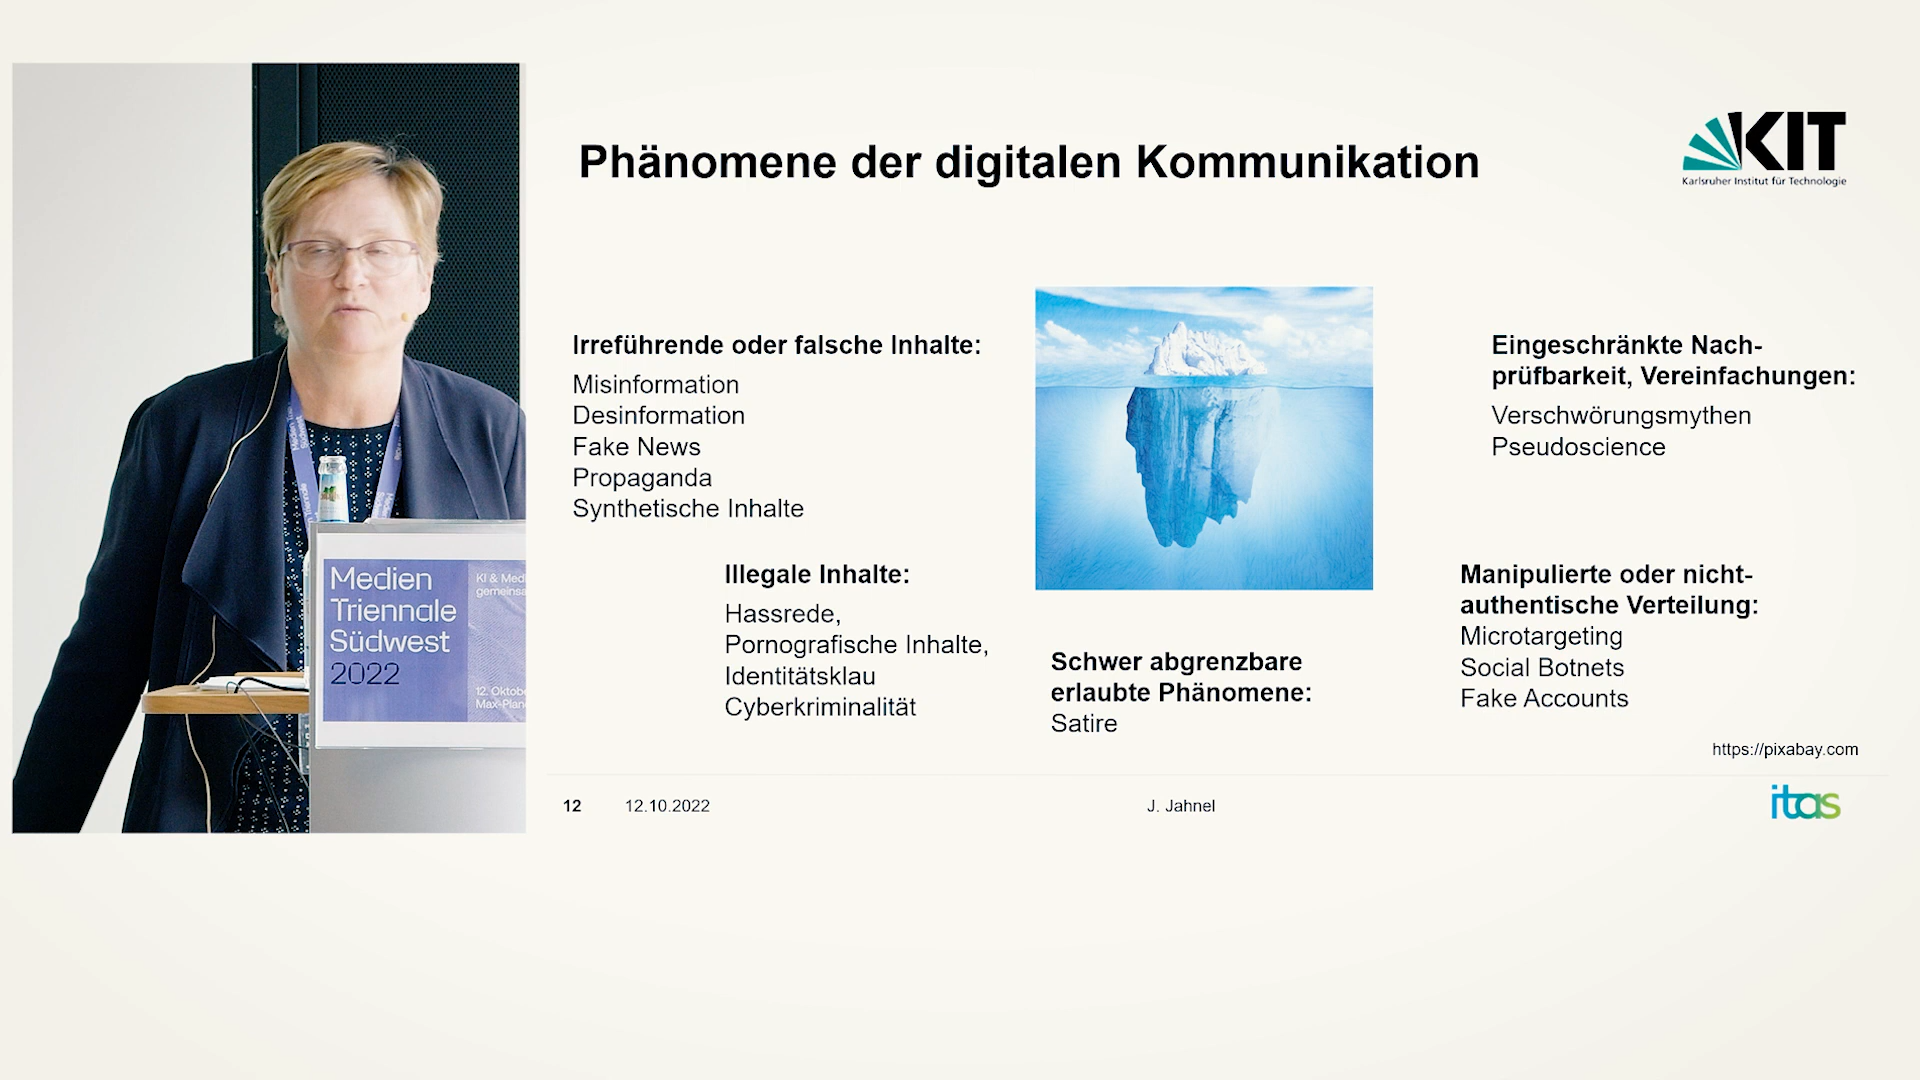 Phänomene der digitalen Kommunikation
KIT
Karlsruher Institut für Technologie
Irreführende oder falsche Inhalte:
Misinformation
Desinformation
Fake News
Propaganda
Synthetische Inhalte
Eingeschränkte Nach-
prüfbarkeit, Vereinfachungen:
Verschwörungsmythen
Pseudoscience
Illegale Inhalte:
Hassrede,
Pornografische Inhalte,
Identitätsklau
Cyberkriminalität
Schwer abgrenzbare
erlaubte Phänomene:
Satire
Manipulierte oder nicht-
authentische Verteilung:
Microtargeting
Social Botnets
Fake Accounts
https://pixabay.com
12 12.10.2022 J. Jahnel
itas
Medien
Triennale
Südwest
2022
KI & Medi
gemeinsa
12. Oktobe
Max-Plan